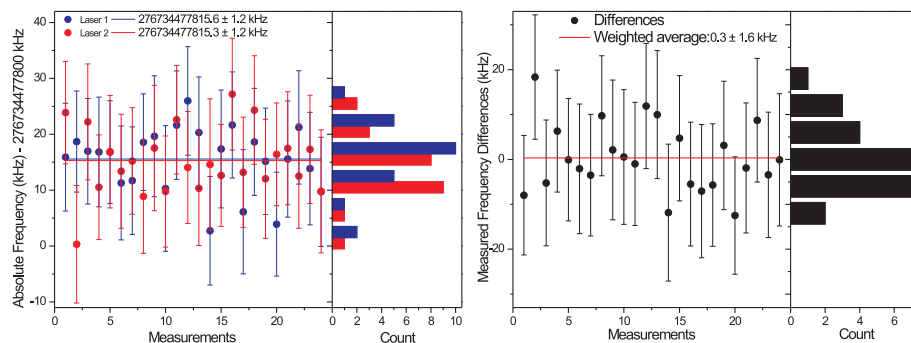 Laser 1 276734477815.6 ± 1.2 kHz
Laser 2 276734477815.3 ± 1.2 kHz
Absolute Frequency (kHz) - 276734477800 kHz
40
30
20
10
0
-10
0 5 10 15 20
Measurements
0 2 4 6 8 10
Count
Differences
Weighted average:0.3 ± 1.6 kHz
Measured Frequency Differences (kHz)
20
0
-20
0 5 10 15 20
Measurements
0 2 4 6
Count